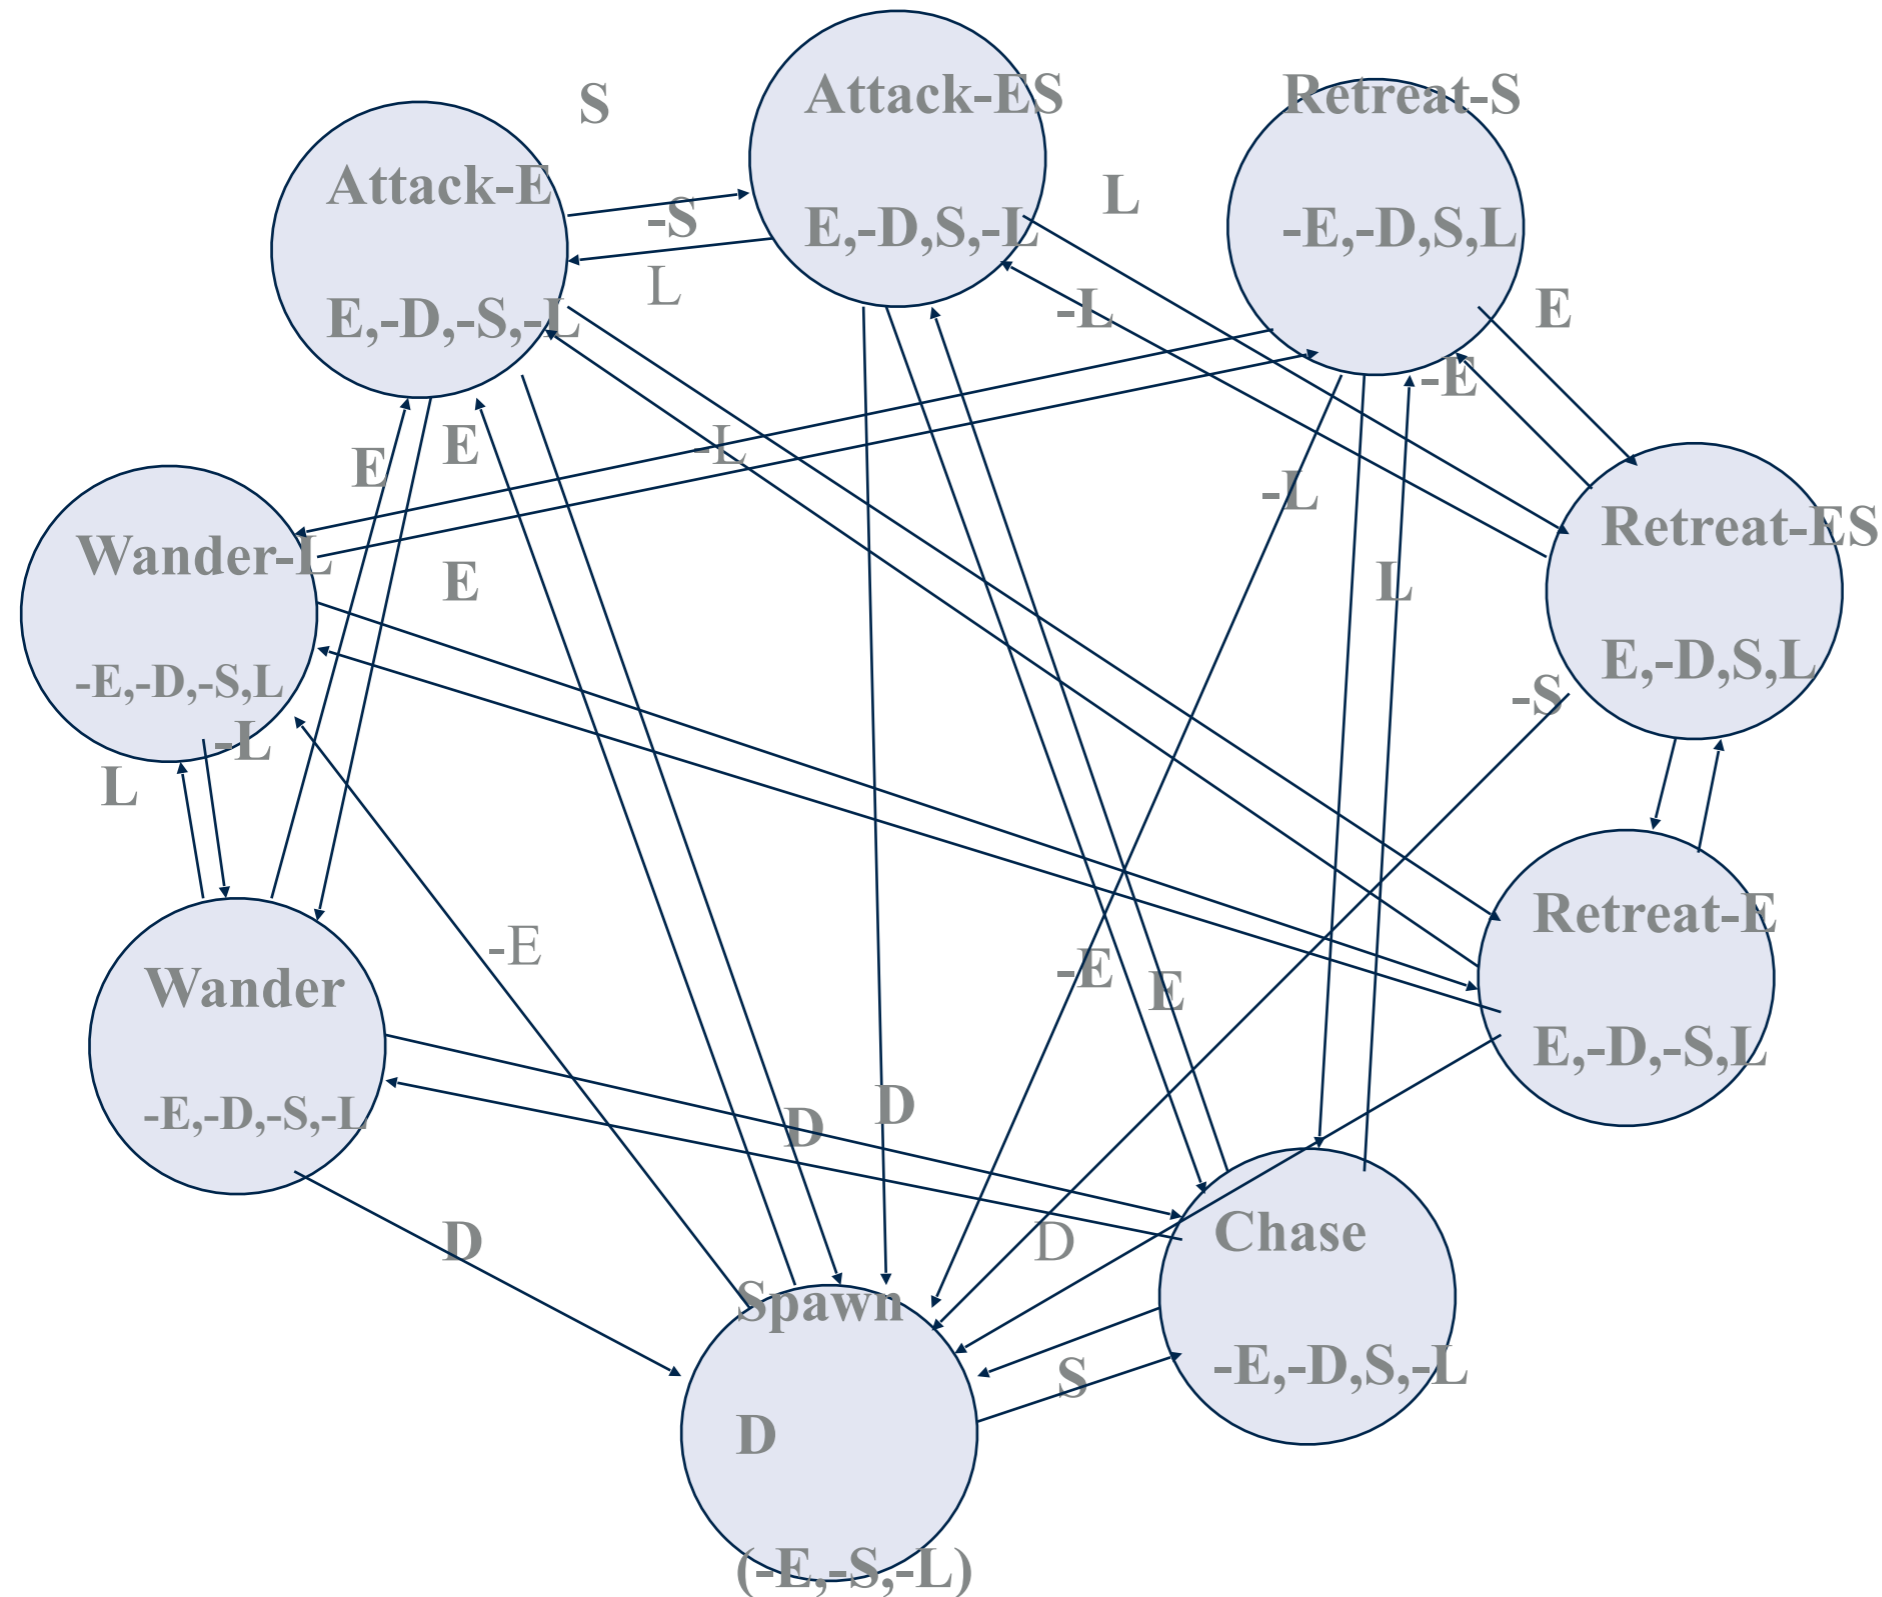 Attack-ES
Retreat-S
S
Attack-E
L
-S
E,-D,S,-L
-E,-D,S,L
L
E,-D,-S,-L
-L
E
-E
E
E
-L
-L
Retreat-ES
Wander-L
E
L
E,-D,S,L
-E,-D,-S,L
-S
-L
L
Retreat-E
-E
-E
Wander
E
E,-D,-S,L
-E,-D,-S,-L
D
D
Chase
D
D
Spawn
-E,-D,S,-L
S
D
(-E,-S,-L)